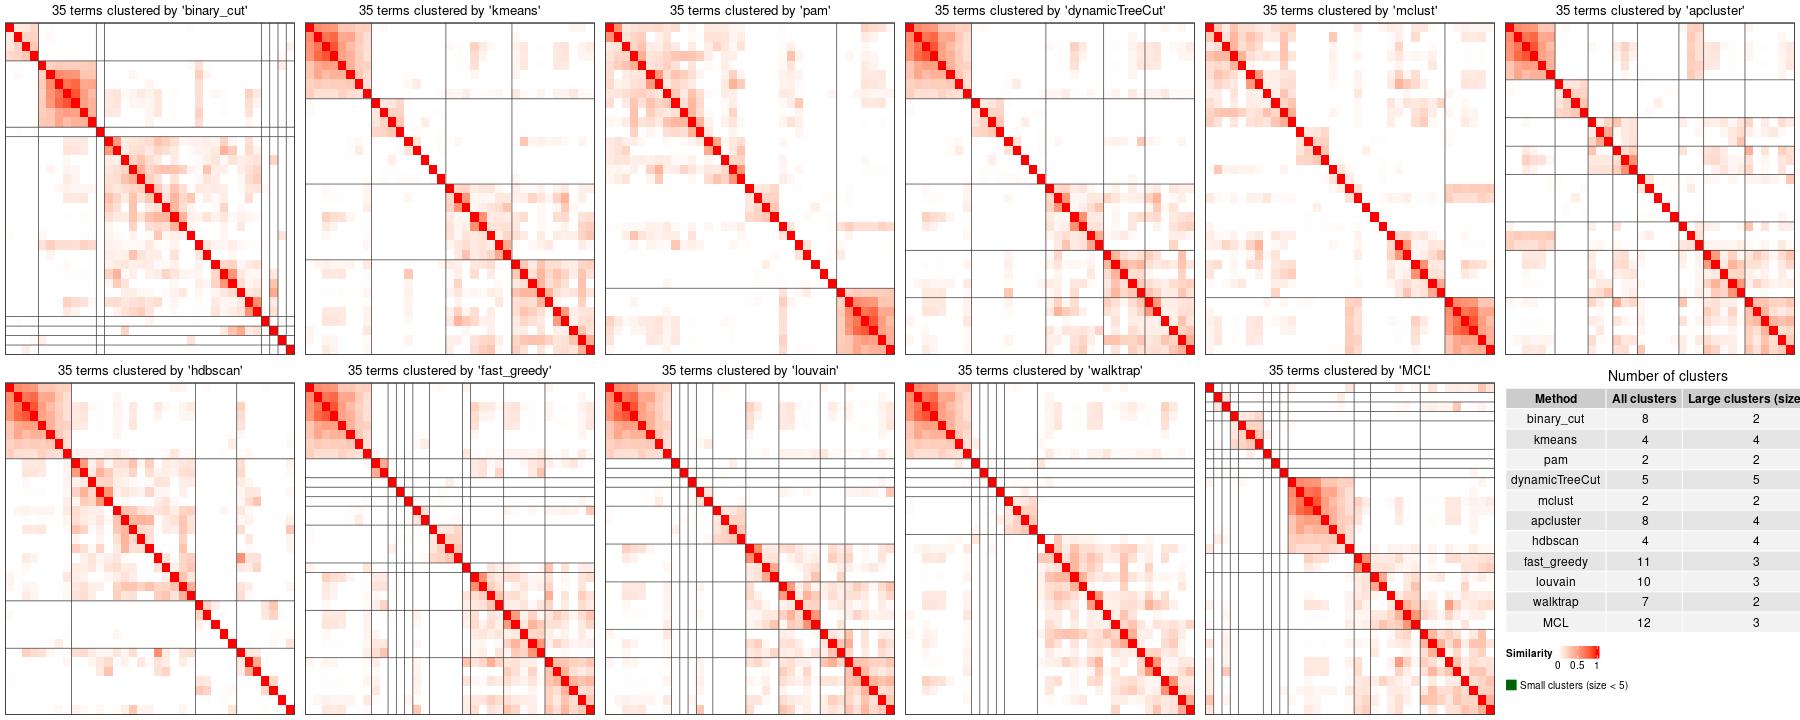 35 terms clustered by 'binary_cut'
35 terms clustered by 'kmeans'
35 terms clustered by 'pam'
35 terms clustered by 'dynamicTreeCut'
35 terms clustered by 'mclust'
35 terms clustered by 'apcluster'
35 terms clustered by 'hdbscan'
35 terms clustered by 'fast_greedy'
35 terms clustered by 'louvain'
35 terms clustered by 'walktrap'
35 terms clustered by 'MCL'
Number of clusters
Method All clusters Large clusters (size
binary_cut 8 2
kmeans 4 4
pam 2 2
dynamicTreeCut 5 5
mclust 2 2
apcluster 8 4
hdbscan 4 4
fast_greedy 11 3
louvain 10 3
walktrap 7 2
MCL 12 3
Similarity
0 0.5 1
Small clusters (size < 5)